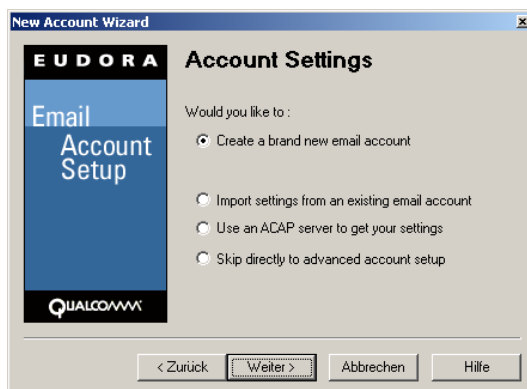 New Account Wizard
EUDORA
Email
Account
Setup
QUALCOMM
Account Settings
Would you like to :
Create a brand new email account
Import settings from an existing email account
Use an ACAP server to get your settings
Skip directly to advanced account setup
< Zurück
Weiter >
Abbrechen
Hilfe